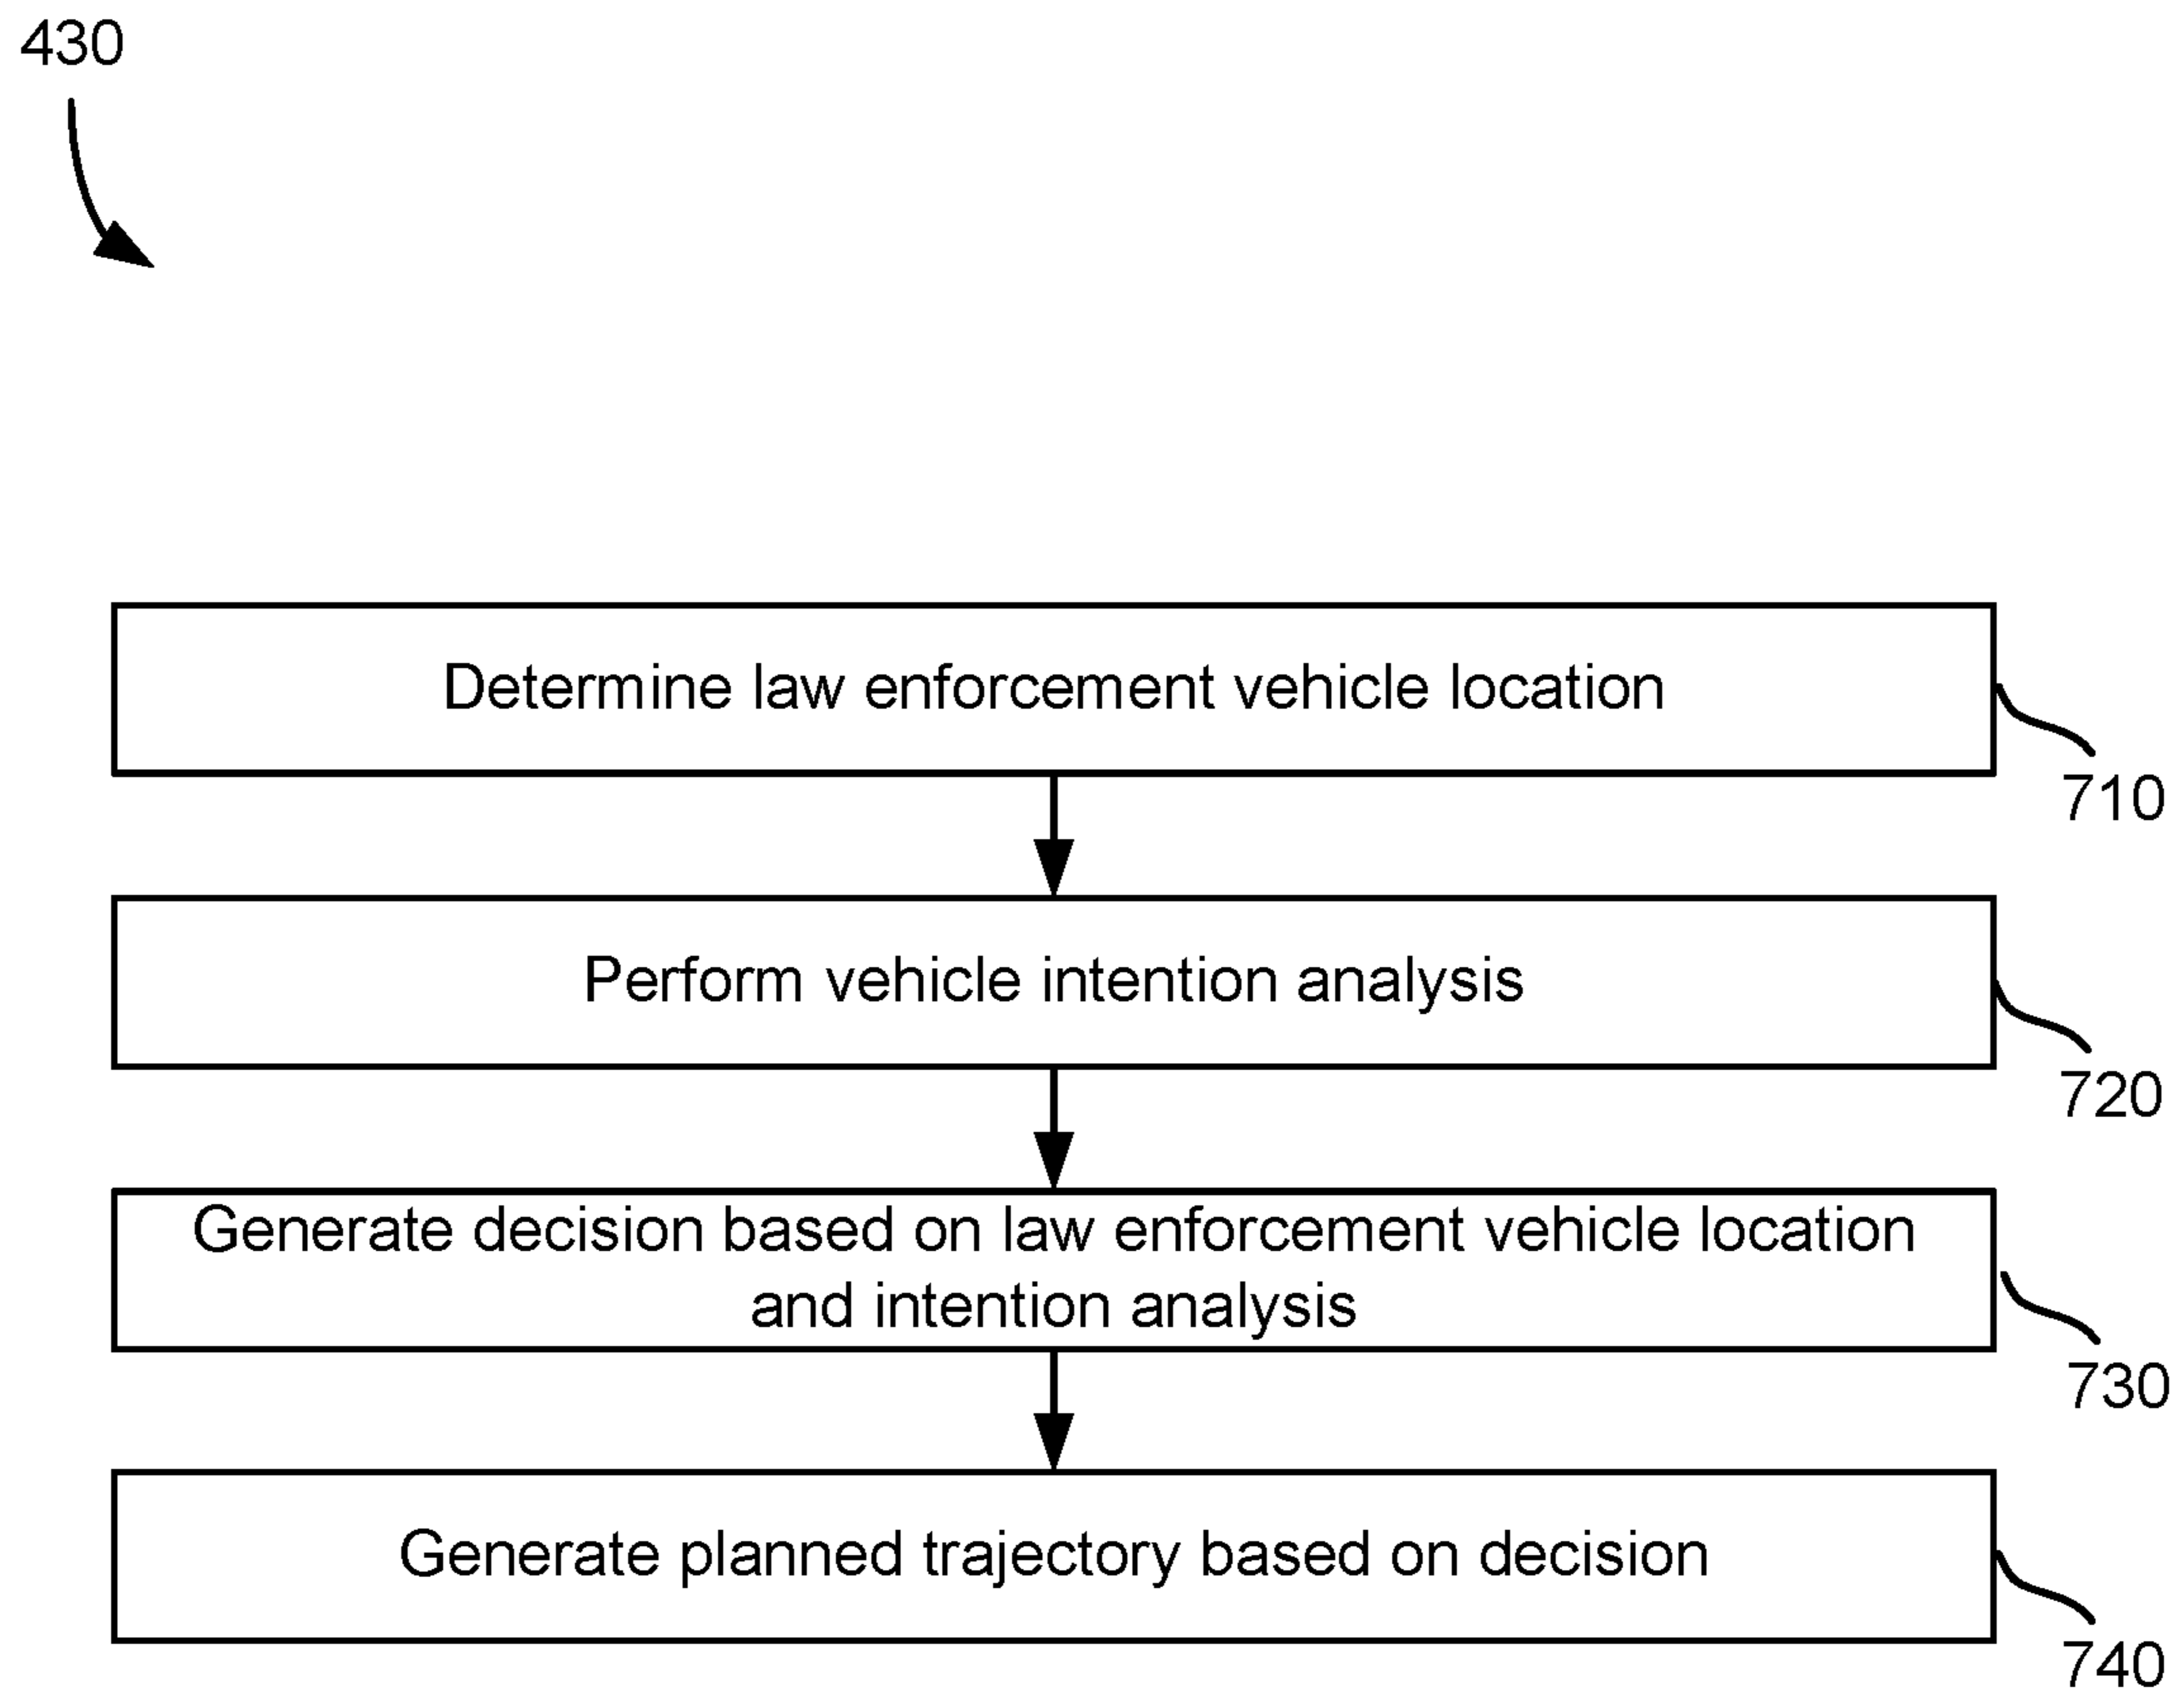 430
Determine law enforcement vehicle location
710
Perform vehicle intention analysis
720
Generate decision based on law enforcement vehicle location
and intention analysis
730
Generate planned trajectory based on decision
740